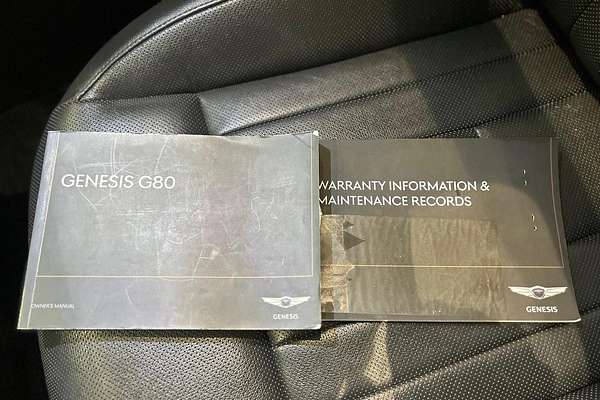 GENESIS G80
OWNER'S MANUAL
GENESIS
WARRANTY INFORMATION &
MAINTENANCE RECORDS
GENESIS